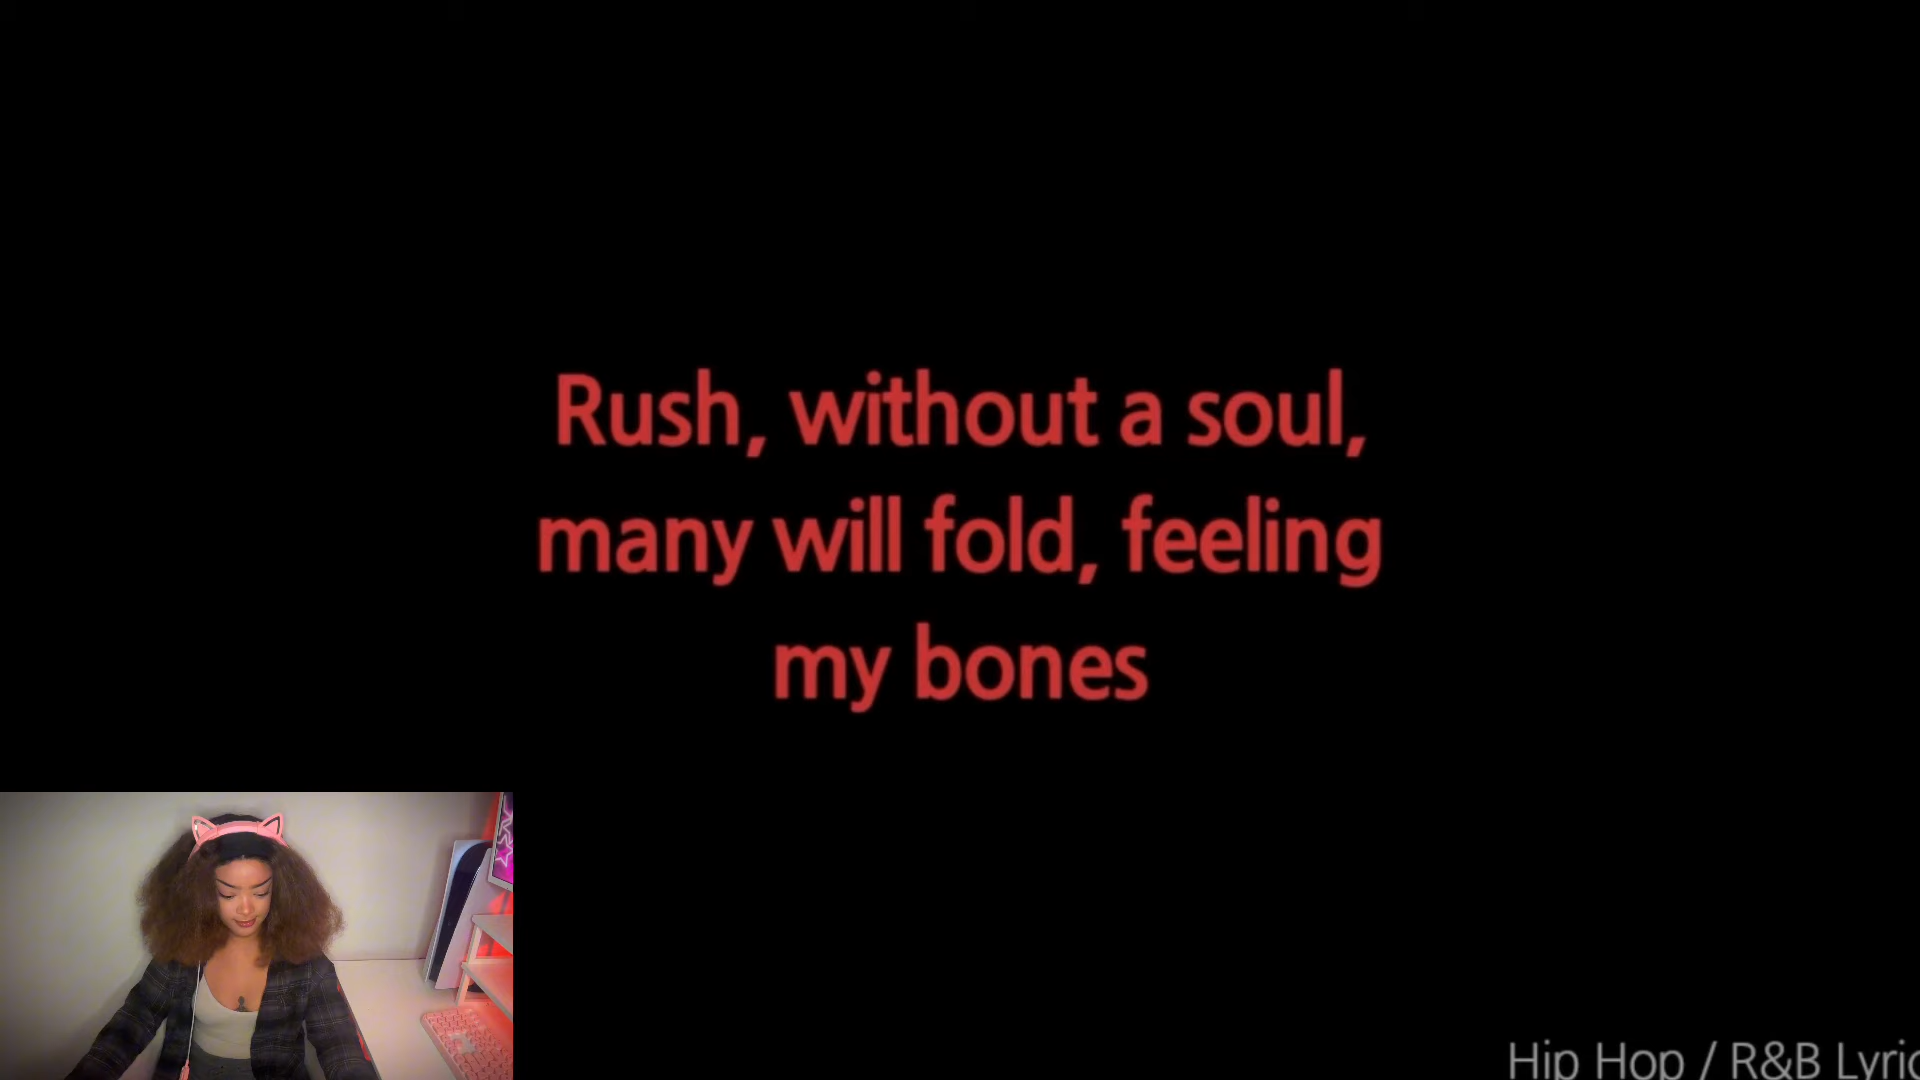 Rush, without a soul,
many will fold, feeling
my bones
Hip Hop / R&B Lyric